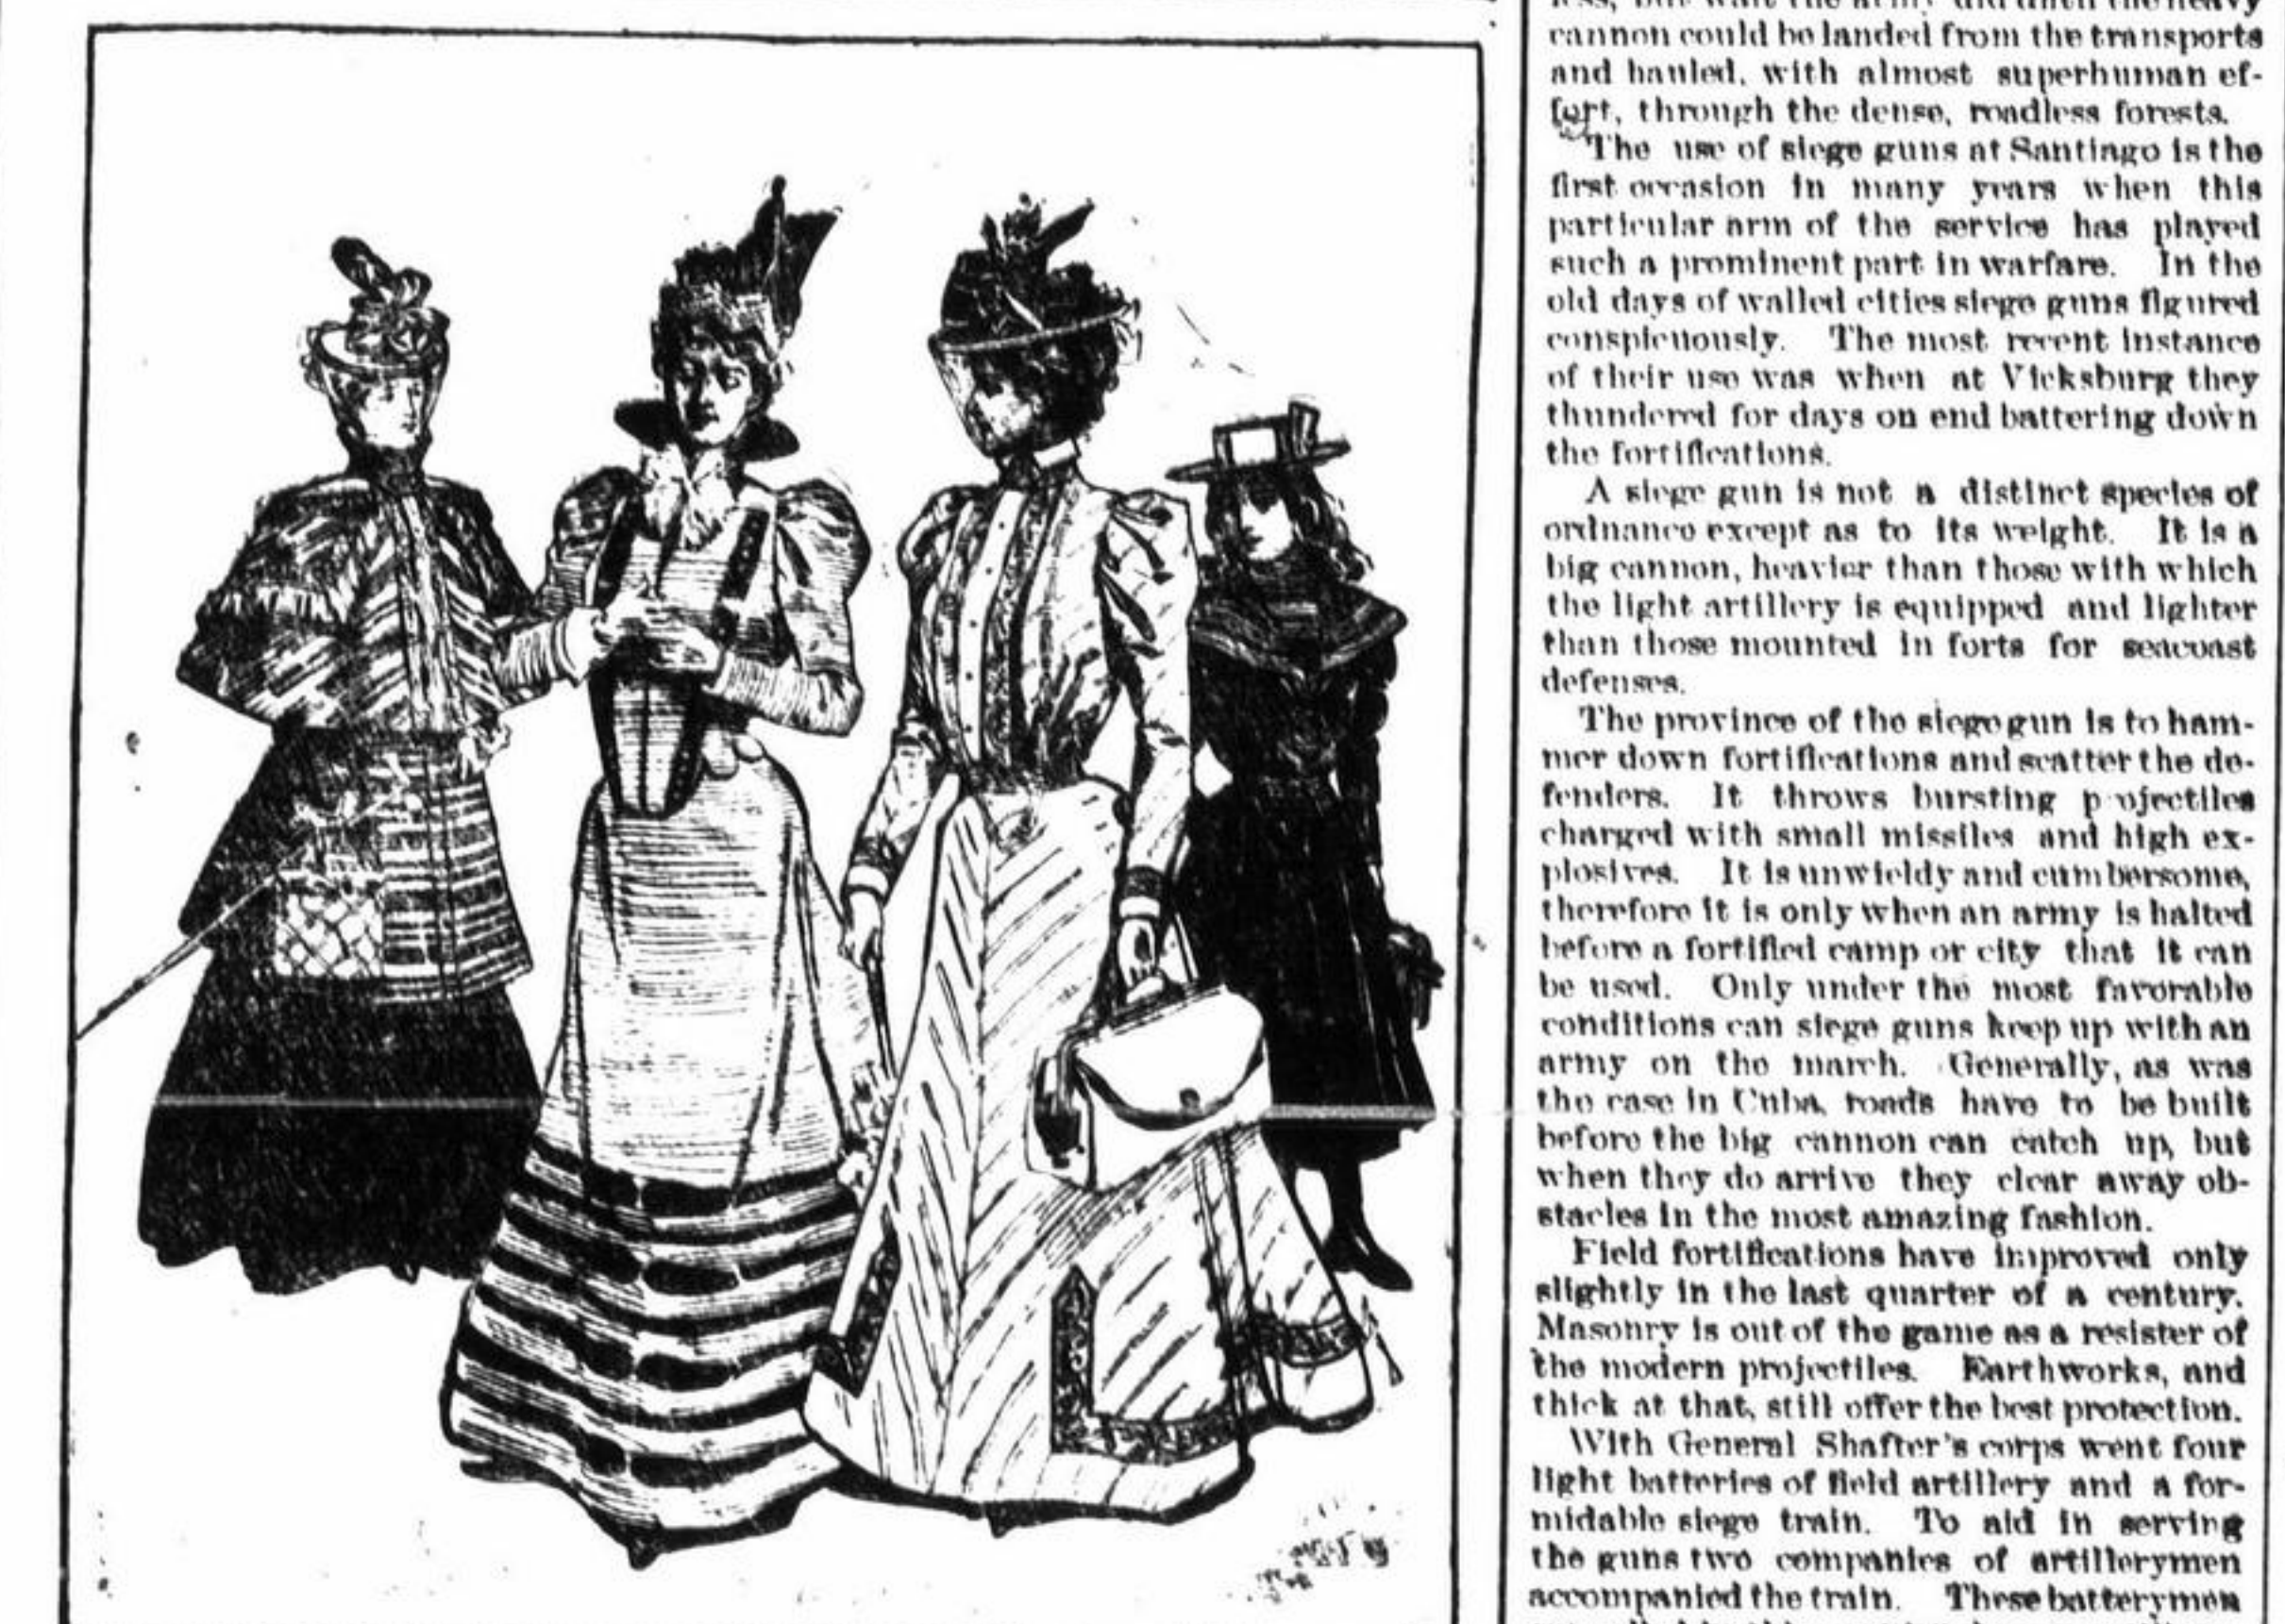 cannon could be landed from the transports
and hauled, with almost superhuman ef-
fort, through the dense, roadless forests.
The use of siege guns at Santiago is the
first occasion in many years when this
particular arm of the service has played
such a prominent part in warfare. In the
old days of walled cities siege guns figured
conspicuously. The most recent instance
of their use was when at Vicksburg they
thundered for days on end battering down
the fortifications.
A siege gun is not a distinct species of
ordnance except as to its weight. It is a
big cannon, heavier than those with which
the light artillery is equipped and lighter
than those mounted in forts for seacoast
defenses.
The province of the siege gun is to ham-
mer down fortifications and scatter the de-
fenders. It throws bursting p ojectiles
charged with small missiles and high ex-
plosives. It is unwieldy and cumbersome,
therefore it is only when an army is halted
before a fortified camp or city that it can
be used. Only under the most favorable
conditions can siege guns keep up with an
army on the march. Generally, as was
the case in Cuba, roads have to be built
before the big cannon can catch up, but
when they do arrive they clear away ob-
stacles in the most amazing fashion.
Field fortifications have improved only
slightly in the last quarter of a century.
Masonry is out of the game as a resister of
the modern projectiles. Earthworks, and
thick at that, still offer the best protection.
With General Shafter's corps went four
light batteries of field artillery and a for-
midable siege train. To aid in serving
the guns two companies of artillerymen
accompanied the train. These batterymen